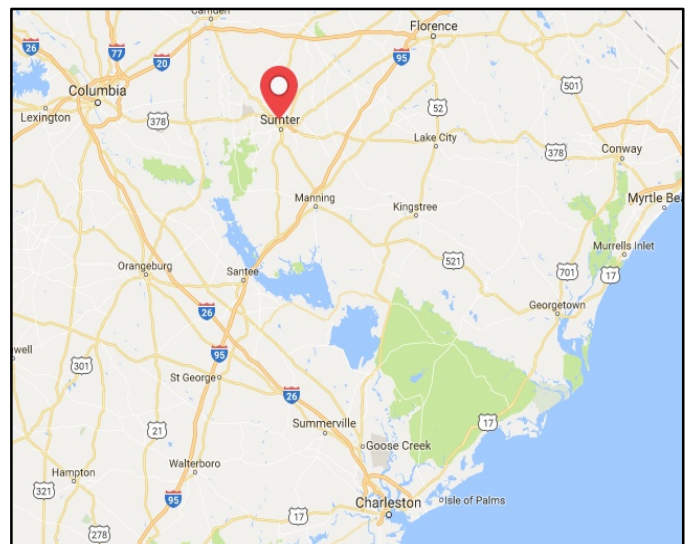 Camden
Florence
26
77
95
20
Columbia
501
52
Lexington
378
Sumter
Lake City
378
Conway
Manning
Kingstree
Myrtle Bea
Murrells Inlet
521
701
17
Orangeburg
Santee
26
Georgetown
95
well
301
St George
26
21
Summerville
17
Goose Creek
Walterboro
Hampton
321
95
Isle of Palms
17
Charleston
278